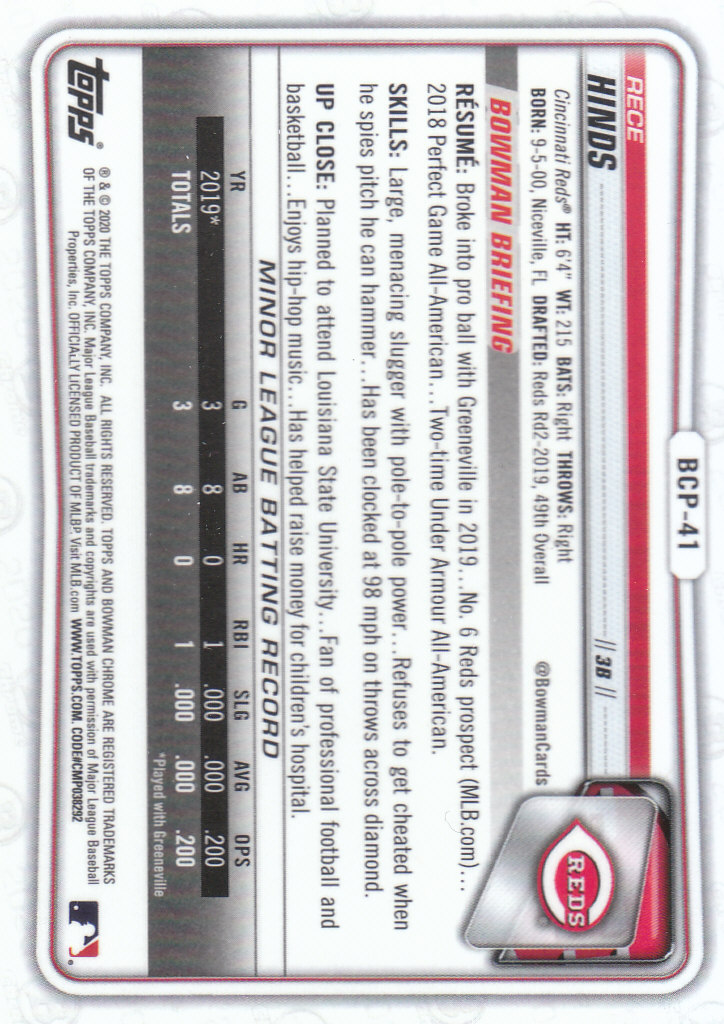 BCP-41
RECE
HINDS
|| 3B ||
Cincinnati Reds® HT: 6'4" WT: 215 BATS: Right THROWS: Right
BORN: 9-5-00, Niceville, FL DRAFTED: Reds Rd2-2019, 49th Overall
@BowmanCards
REDS
BOWMAN BRIEFING
RÉSUMÉ: Broke into pro ball with Greeneville in 2019...No. 6 Reds prospect (MLB.com)...
2018 Perfect Game All-American...Two-time Under Armour All-American.
SKILLS: Large, menacing slugger with pole-to-pole power...Refuses to get cheated when
he spies pitch he can hammer...Has been clocked at 98 mph on throws across diamond.
UP CLOSE: Planned to attend Louisiana State University...Fan of professional football and
basketball...Enjoys hip-hop music...Has helped raise money for children's hospital.
MINOR LEAGUE BATTING RECORD
YR G AB HR RBI SLG AVG OPS
2019* 3 8 0 1 .000 .000 .200
TOTALS 3 8 0 1 .000 .000 .200
*Played with Greeneville
topps®
® & © 2020 THE TOPPS COMPANY, INC. ALL RIGHTS RESERVED. TOPPS AND BOWMAN CHROME ARE REGISTERED TRADEMARKS
OF THE TOPPS COMPANY, INC. Major League Baseball trademarks and copyrights are used with permission of Major League Baseball
Properties, Inc. OFFICIALLY LICENSED PRODUCT OF MLBP. Visit MLB.com WWW.TOPPS.COM. CODE#CMP038292